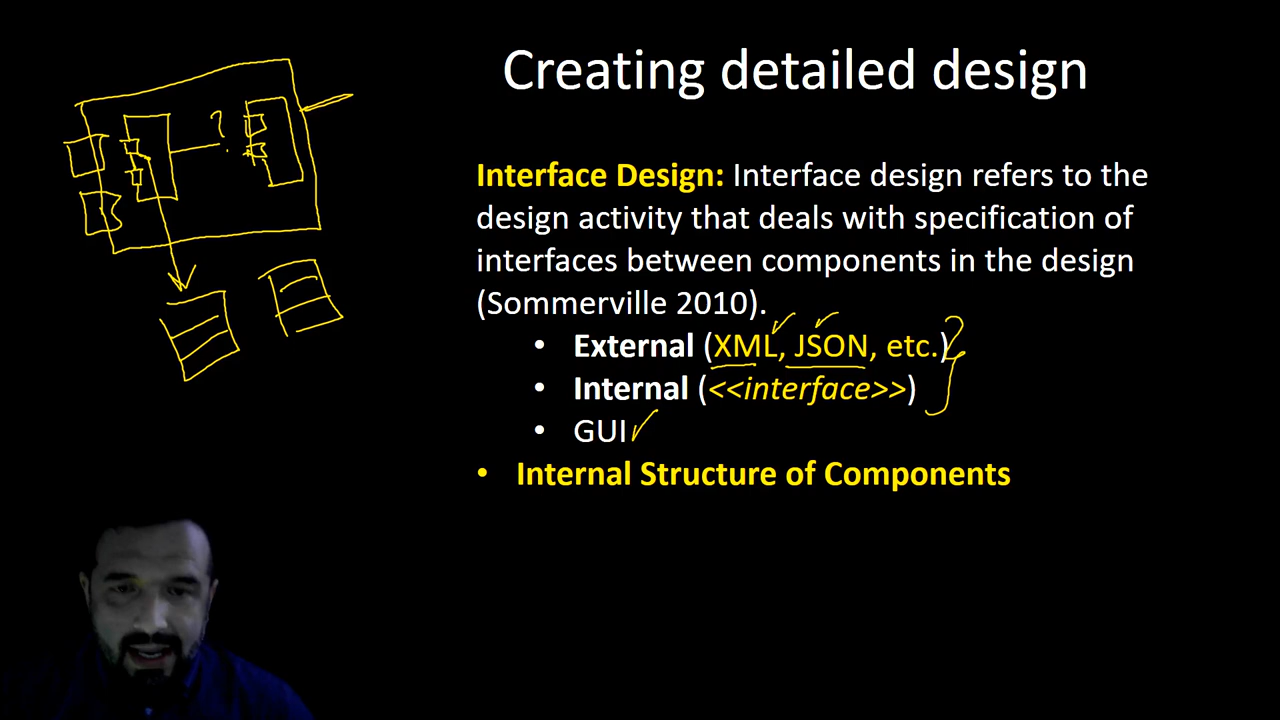 Creating detailed design
?
Interface Design: Interface design refers to the
design activity that deals with specification of
interfaces between components in the design
(Sommerville 2010).
• External (XML, JSON, etc.)
• Internal (<<interface>>)
• GUI
• Internal Structure of Components